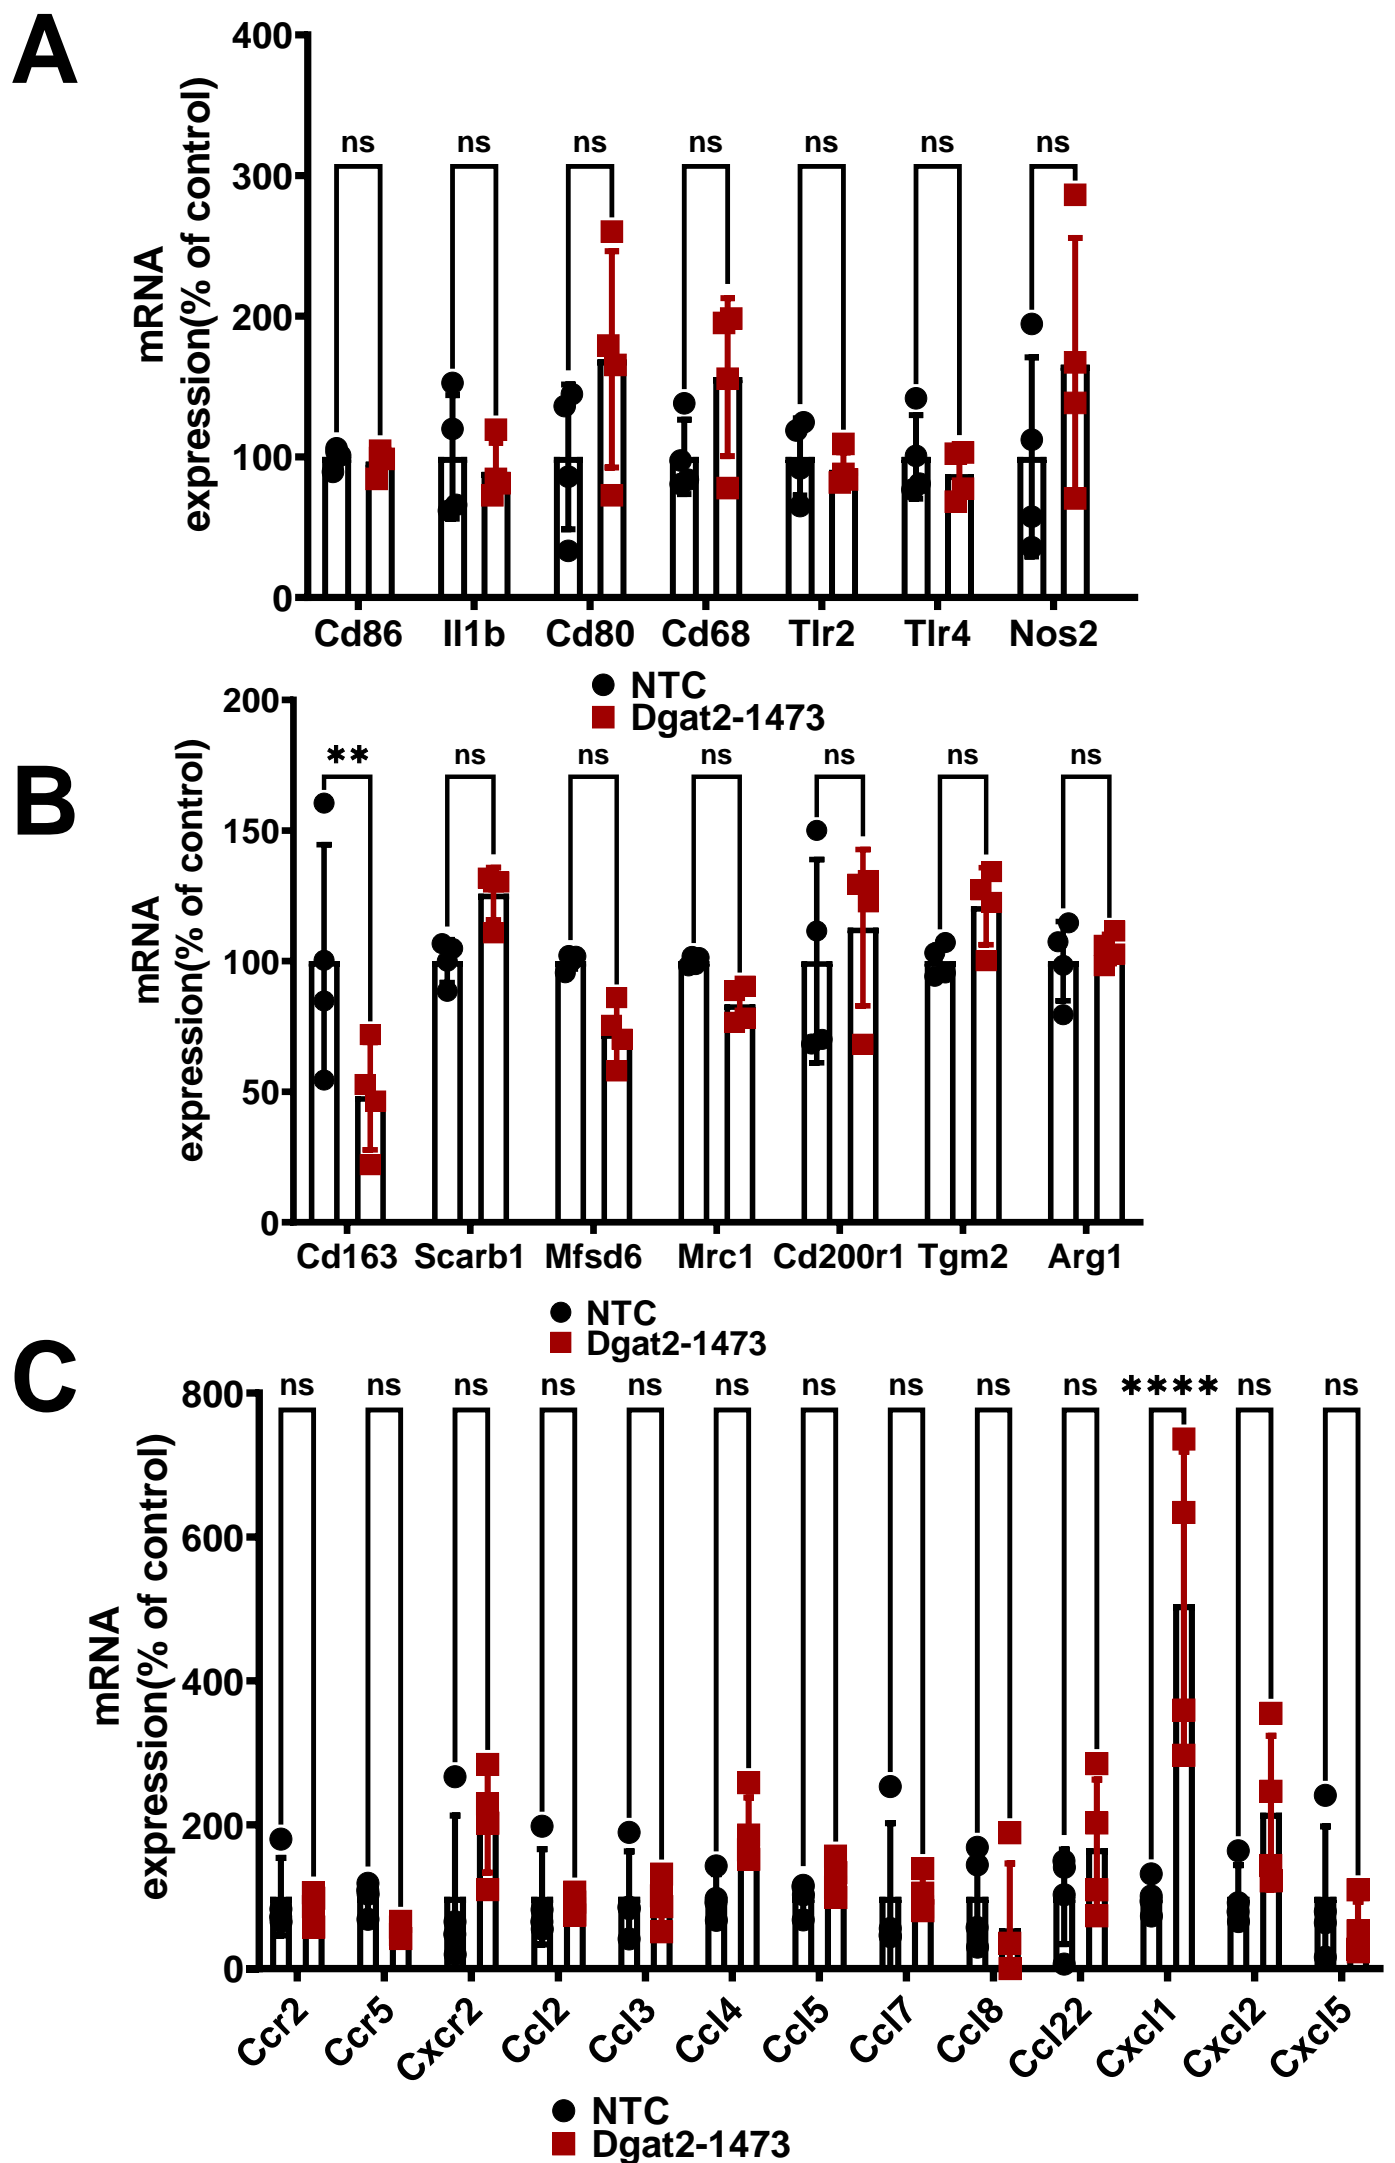 A
mRNA
expression(% of control)
400
300
200
100
0
ns ns ns ns ns ns ns
Cd86 Il1b Cd80 Cd68 Tlr2 Tlr4 Nos2
NTC
Dgat2-1473
B
mRNA
expression(% of control)
200
150
100
50
0
** ns ns ns ns ns ns
Cd163 Scarb1 Mfsd6 Mrc1 Cd200r1 Tgm2 Arg1
NTC
Dgat2-1473
C
mRNA
expression(% of control)
800
600
400
200
0
ns ns ns ns ns ns ns ns ns ns **** ns ns
Ccr2 Ccr5 Cxcr2 Ccl2 Ccl3 Ccl4 Ccl5 Ccl7 Ccl8 Ccl22 Cxcl1 Cxcl2 Cxcl5
NTC
Dgat2-1473